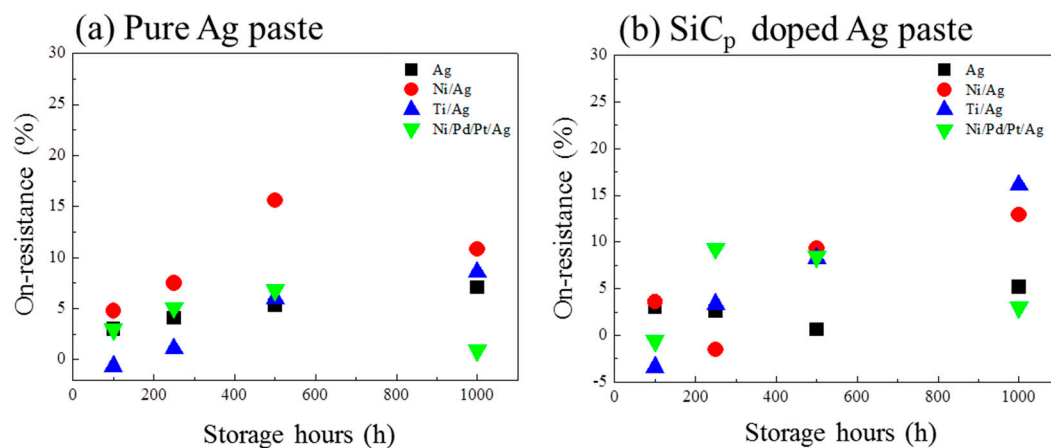 (a) Pure Ag paste
30
25
20
15
10
5
0
On-resistance (%)
Ag
Ni/Ag
Ti/Ag
Ni/Pd/Pt/Ag
0 200 400 600 800 1000
Storage hours (h)
(b) SiCp doped Ag paste
30
25
20
15
10
5
0
-5
On-resistance (%)
Ag
Ni/Ag
Ti/Ag
Ni/Pd/Pt/Ag
0 200 400 600 800 1000
Storage hours (h)